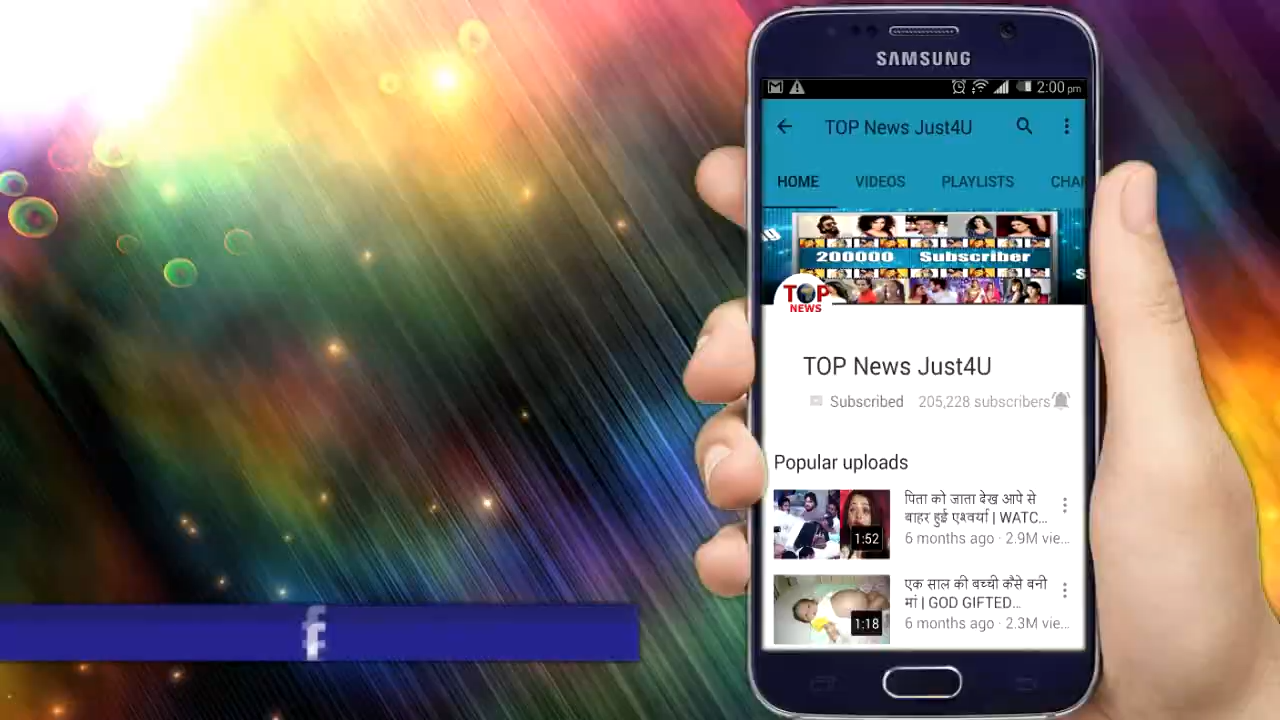 SAMSUNG
2:00 pm
TOP News Just4U
HOME VIDEOS PLAYLISTS CHA
200000 Subscriber
TOP
NEWS
TOP News Just4U
Subscribed 205,228 subscribers
Popular uploads
पिता को जाता देख आपे से
बाहर हुई एश्वर्या | WATC...
6 months ago · 2.9M vie...
1:52
एक साल की बच्ची कैसे बनी
मां | GOD GIFTED...
6 months ago · 2.3M vie...
1:18
f